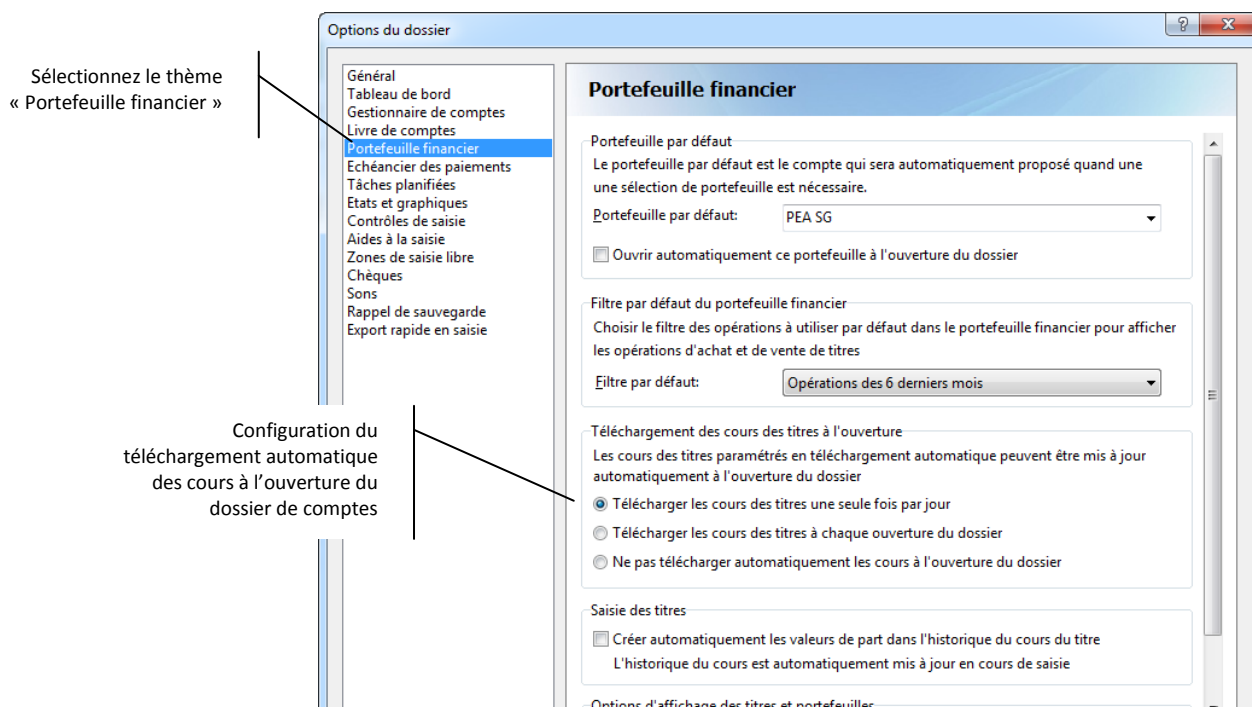 Options du dossier
Sélectionnez le thème
« Portefeuille financier »
Général
Tableau de bord
Gestionnaire de comptes
Livre de comptes
Portefeuille financier
Echéancier des paiements
Tâches planifiées
Etats et graphiques
Contrôles de saisie
Aides à la saisie
Zones de saisie libre
Chèques
Sons
Rappel de sauvegarde
Export rapide en saisie
Portefeuille financier
Portefeuille par défaut
Le portefeuille par défaut est le compte qui sera automatiquement proposé quand une
une sélection de portefeuille est nécessaire.
Portefeuille par défaut: PEA SG
Ouvrir automatiquement ce portefeuille à l'ouverture du dossier
Filtre par défaut du portefeuille financier
Choisir le filtre des opérations à utiliser par défaut dans le portefeuille financier pour afficher
les opérations d'achat et de vente de titres
Filtre par défaut: Opérations des 6 derniers mois
Configuration du
téléchargement automatique
des cours à l’ouverture du
dossier de comptes
Téléchargement des cours des titres à l'ouverture
Les cours des titres paramétrés en téléchargement automatique peuvent être mis à jour
automatiquement à l'ouverture du dossier
Télécharger les cours des titres une seule fois par jour
Télécharger les cours des titres à chaque ouverture du dossier
Ne pas télécharger automatiquement les cours à l'ouverture du dossier
Saisie des titres
Créer automatiquement les valeurs de part dans l'historique du cours du titre
L'historique du cours est automatiquement mis à jour en cours de saisie
Options d'affichage des titres et portefeuilles